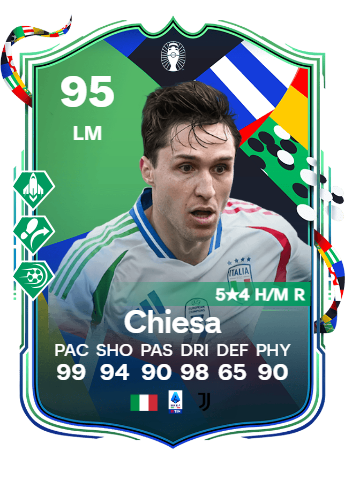 95
LM
ITALIA
5★4 H/M R
Chiesa
PAC SHO PAS DRI DEF PHY
99 94 90 98 65 90